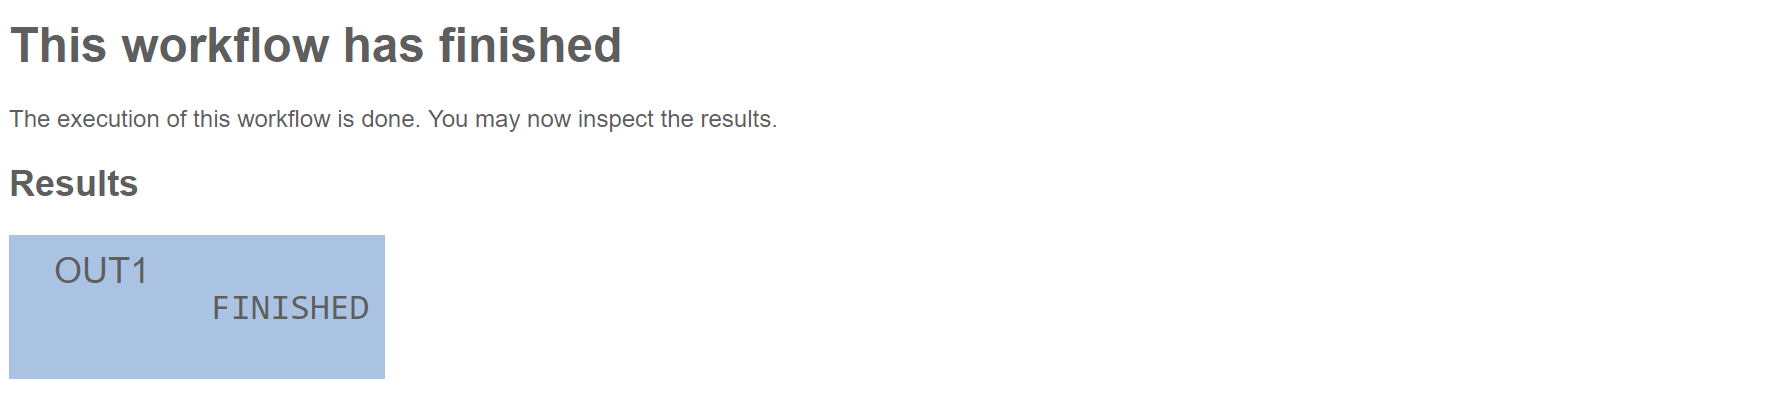 This workflow has finished
The execution of this workflow is done. You may now inspect the results.
Results
OUT1
FINISHED